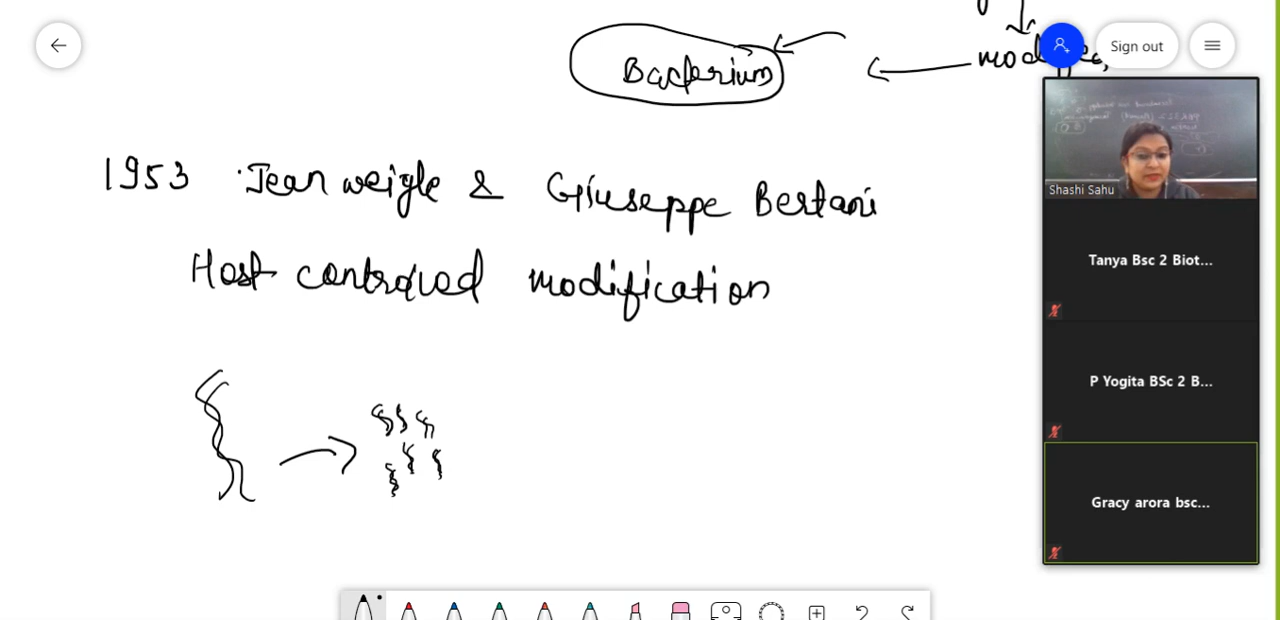 Bacterium
Sign out
1953 Jean weigle & Giuseppe Bertani
Host controlled modification
Shashi Sahu
Tanya Bsc 2 Biot...
P Yogita BSc 2 B...
Gracy arora bsc...